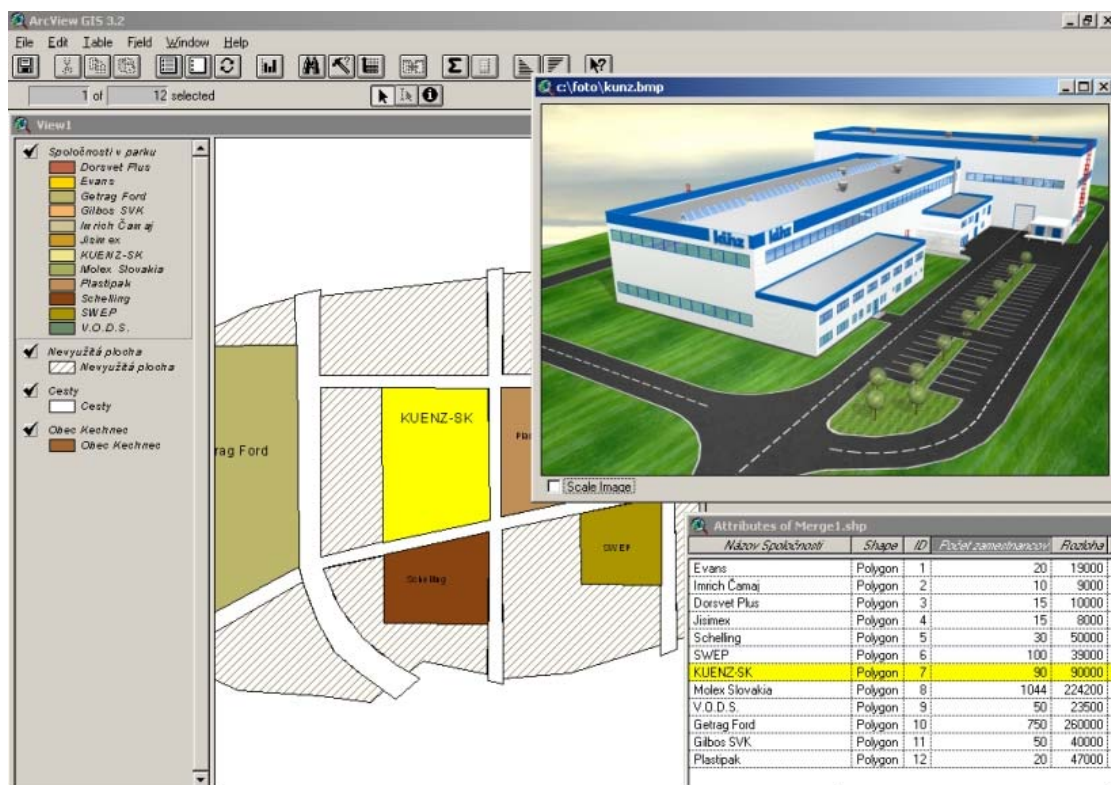 ArcView GIS 3.2
File Edit Table Field Window Help
1 of 12 selected
c:\foto\kunz.bmp
View1
Spoločnosti v parku
Dorsvet Plus
Evans
Getrag Ford
Gilbos SVK
Imrich Čamaj
Jisimex
KUENZ-SK
Molex Slovakia
Plastipak
Schelling
SWEP
V.O.D.S.
Nevyužitá plocha
Nevyužitá plocha
Cesty
Cesty
Obec Kechnec
Obec Kechnec
künz künz
KUENZ-SK
Pla
rag Ford
SWEP
Schelling
Scale Image
Attributes of Merge1.shp
Názov Spoločnosti Shape ID Počet zamestnancov Rozloha
Evans Polygon 1 20 19000
Imrich Čamaj Polygon 2 10 9000
Dorsvet Plus Polygon 3 15 10000
Jisimex Polygon 4 15 8000
Schelling Polygon 5 30 50000
SWEP Polygon 6 100 39000
KUENZ-SK Polygon 7 90 90000
Molex Slovakia Polygon 8 1044 224200
V.O.D.S. Polygon 9 50 23500
Getrag Ford Polygon 10 750 260000
Gilbos SVK Polygon 11 50 40000
Plastipak Polygon 12 20 47000